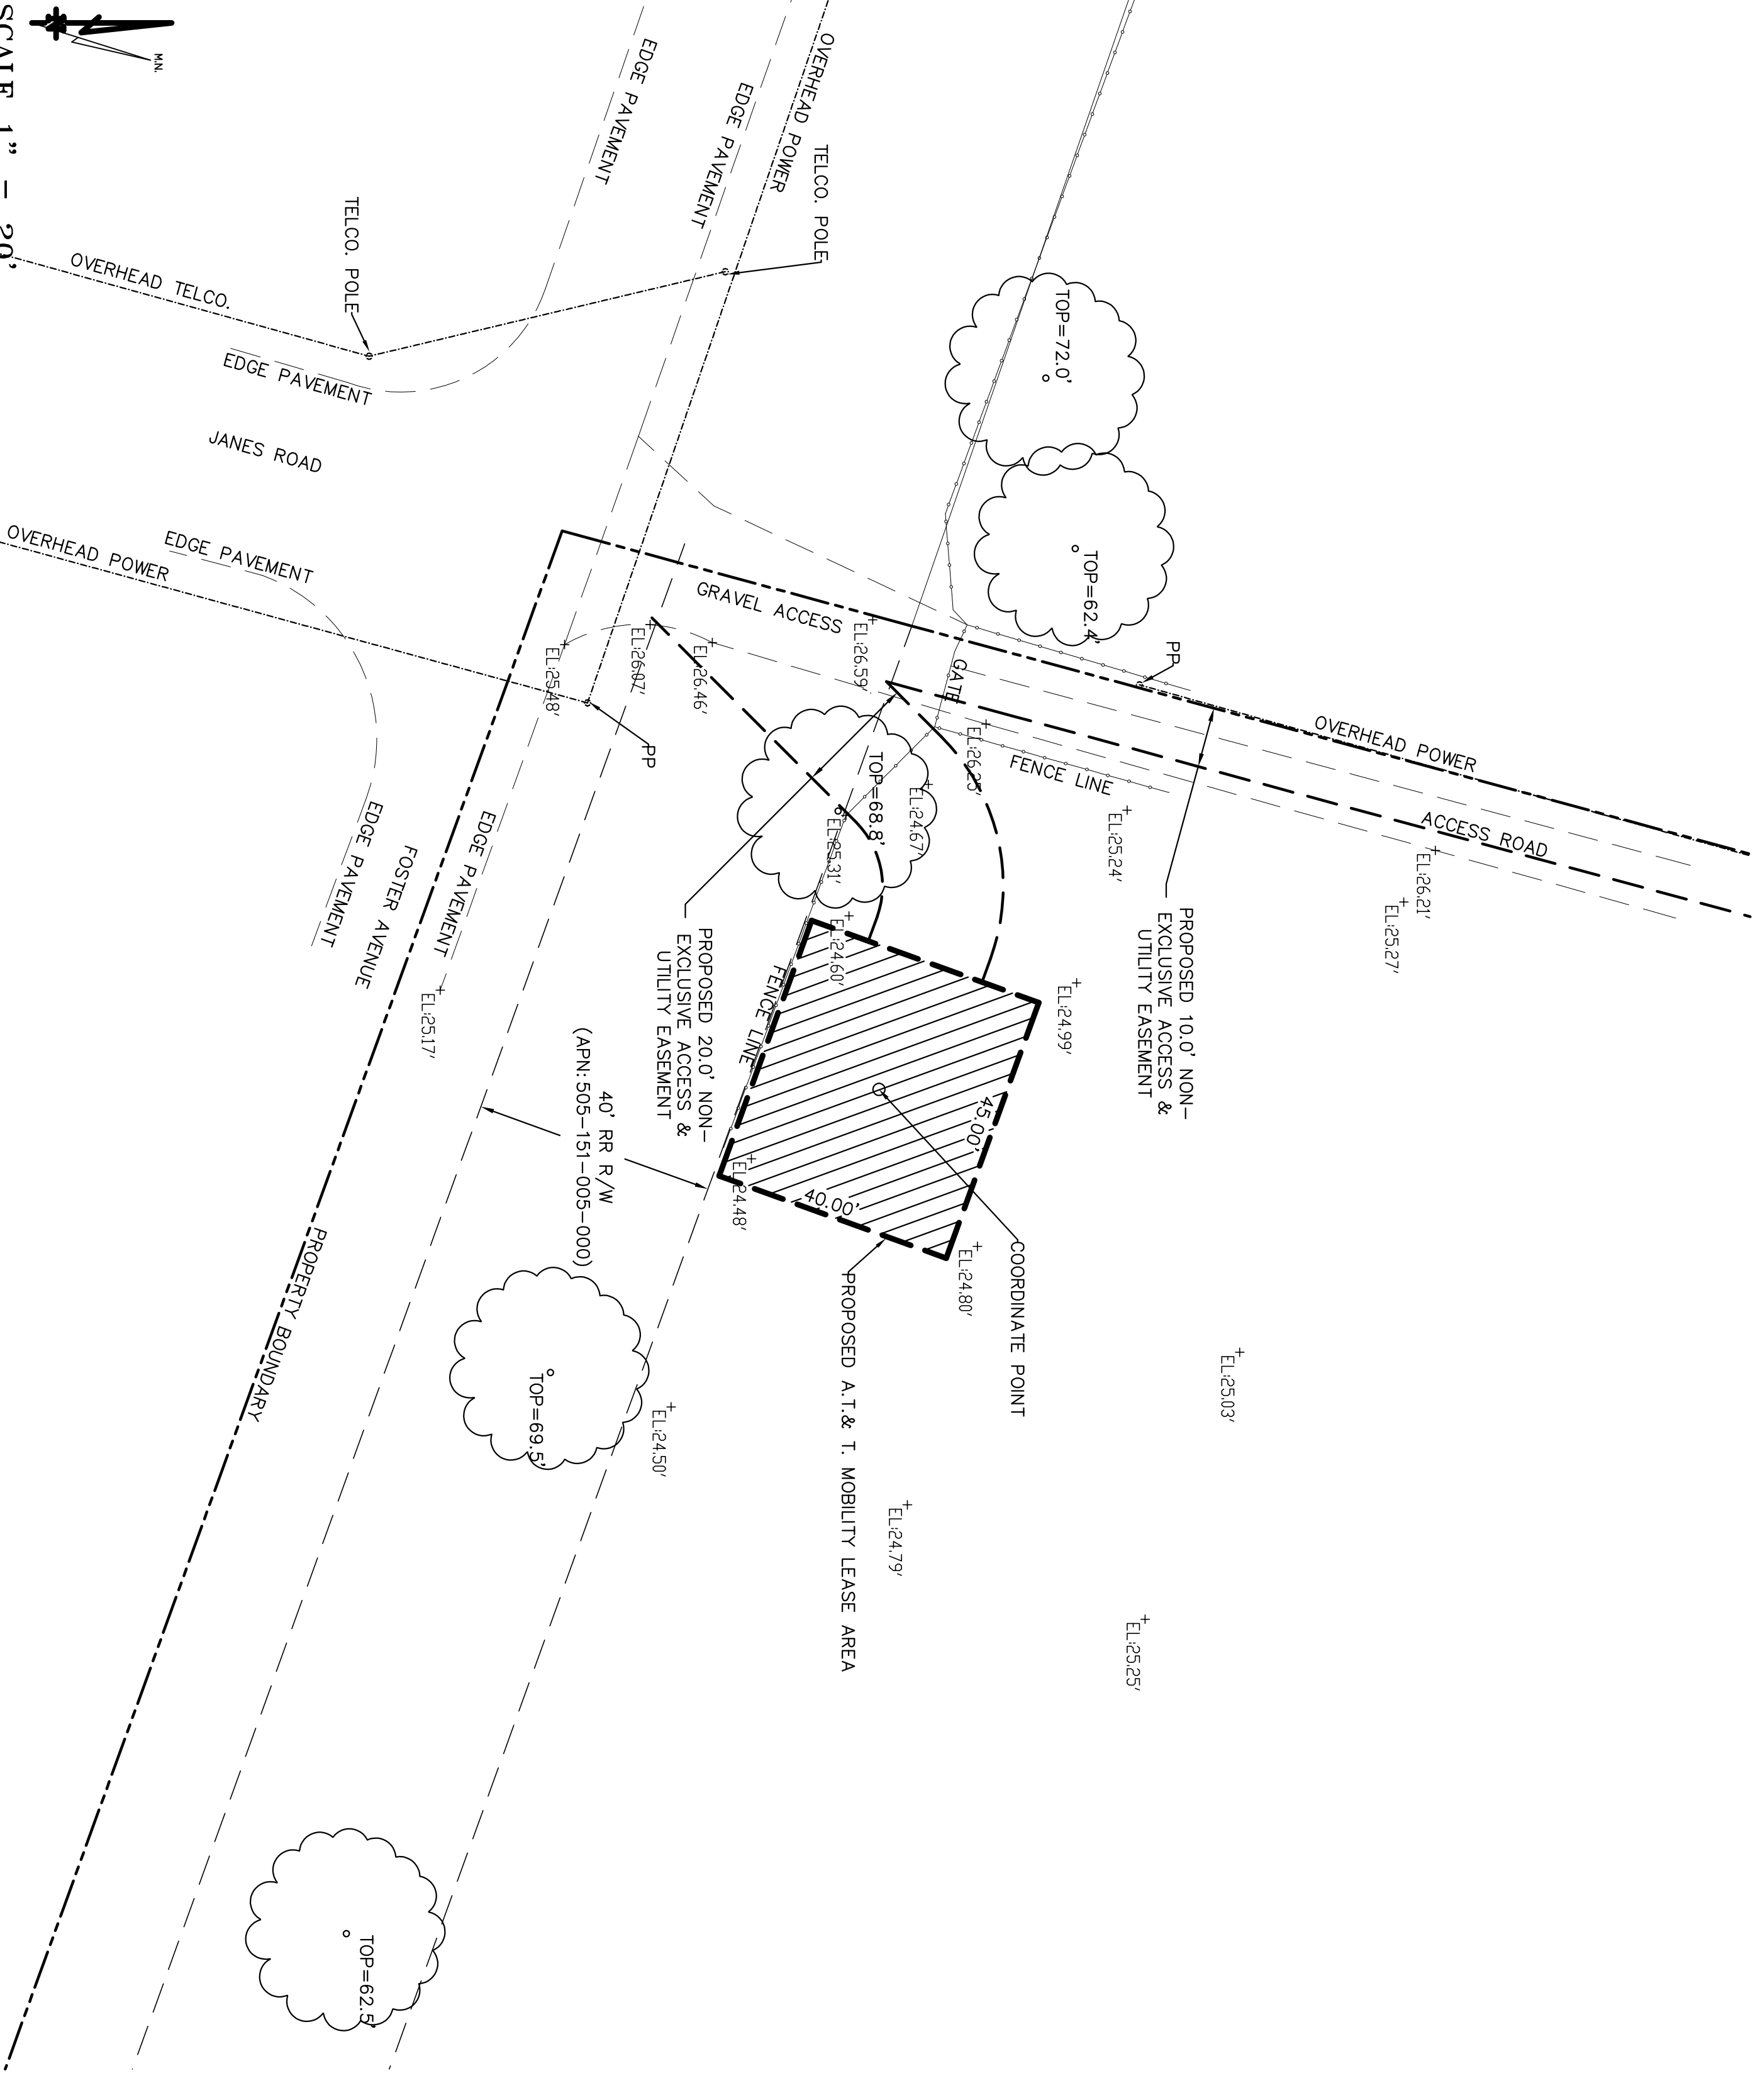 M.N.
SCALE 1" = 20'
OVERHEAD POWER
EDGE PAVEMENT
EDGE PAVEMENT
TELCO. POLE
TELCO. POLE
OVERHEAD TELCO.
EDGE PAVEMENT
JANES ROAD
EDGE PAVEMENT
OVERHEAD POWER
TOP=72.0'
TOP=62.4'
PP
GRAVEL ACCESS
GATE
EL:26.59'
EL:26.46'
EL:26.07'
EL:25.48'
PP
OVERHEAD POWER
FENCE LINE
ACCESS ROAD
EL:26.25'
EL:24.67'
TOP=68.8'
EL:25.31'
EL:25.24'
EL:26.21'
EL:25.27'
PROPOSED 10.0' NON-
EXCLUSIVE ACCESS &
UTILITY EASEMENT
EDGE PAVEMENT
EDGE PAVEMENT
FOSTER AVENUE
EL:25.17'
EL:24.60'
EL:24.99'
FENCE LINE
PROPOSED 20.0' NON-
EXCLUSIVE ACCESS &
UTILITY EASEMENT
45.00'
40.00'
40' RR R/W
(APN: 505-151-005-000)
EL:24.48'
EL:24.80'
COORDINATE POINT
PROPOSED A.T.& T. MOBILITY LEASE AREA
PROPERTY BOUNDARY
TOP=69.5'
EL:24.50'
EL:25.03'
EL:24.79'
EL:25.25'
TOP=62.5'